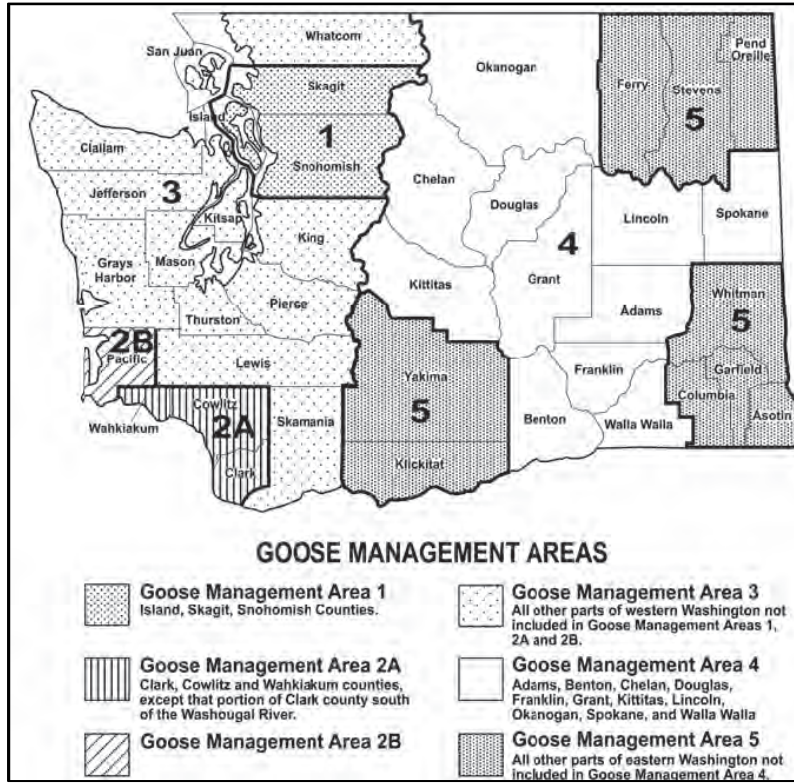 Whatcom
San Juan
Okanogan
Pend
Oreille
Ferry
Stevens
Skagit
Island
1
5
Snohomish
Clallam
Chelan
Jefferson
3
Douglas
Kitsap
Lincoln
Spokane
King
4
Grays
Harbor
Mason
Kittitas
Grant
Whitman
Pierce
Adams
5
Thurston
2B
Pacific
Lewis
Yakima
Franklin
Garfield
Columbia
Cowlitz
5
Asotin
Wahkiakum
2A
Skamania
Benton
Walla Walla
Clark
Klickitat
GOOSE MANAGEMENT AREAS
Goose Management Area 1
Island, Skagit, Snohomish Counties.
Goose Management Area 2A
Clark, Cowlitz and Wahkiakum counties,
except that portion of Clark county south
of the Washougal River.
Goose Management Area 2B
Goose Management Area 3
All other parts of western Washington not
included in Goose Management Areas 1,
2A and 2B.
Goose Management Area 4
Adams, Benton, Chelan, Douglas,
Franklin, Grant, Kittitas, Lincoln,
Okanogan, Spokane, and Walla Walla
Goose Management Area 5
All other parts of eastern Washington not
included in Goose Management Area 4.